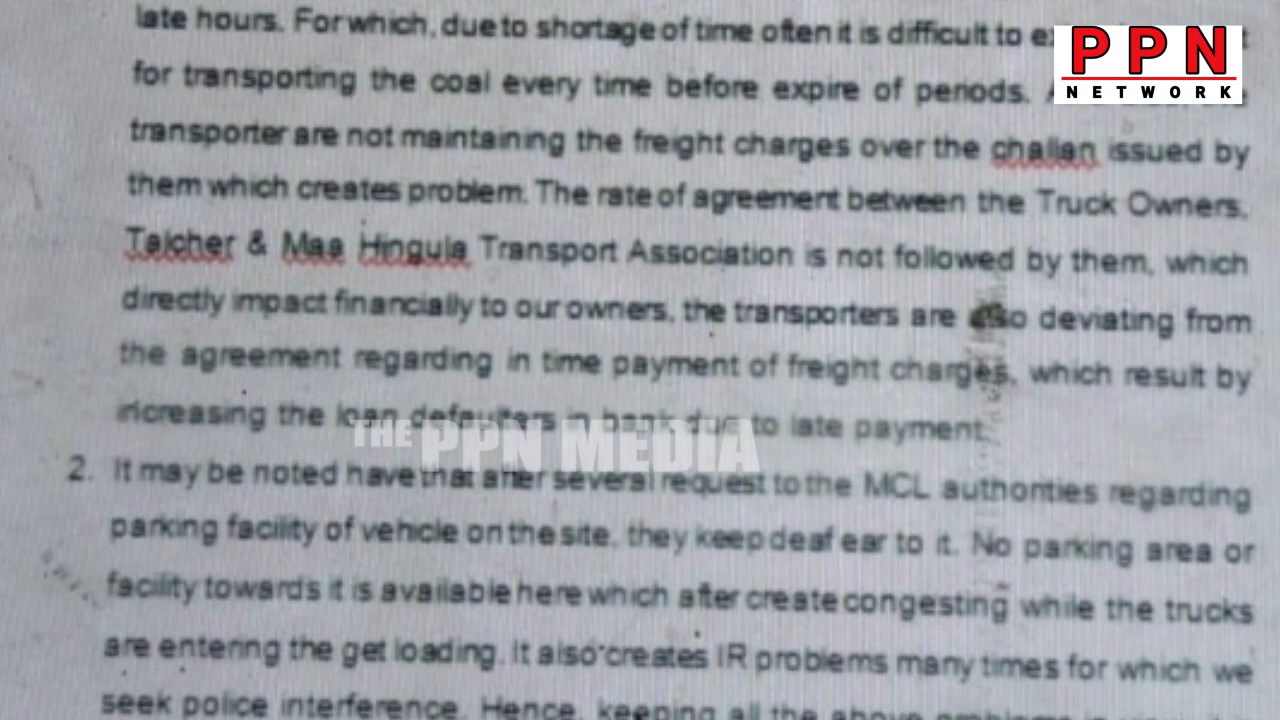 late hours. For which, due to shortage of time often it is difficult to
for transporting the coal every time before expire of periods.
transporter are not maintaining the freight charges over the challan issued by
them which creates problem. The rate of agreement between the Truck Owners,
Talcher & Maa Hingula Transport Association is not followed by them, which
directly impact financially to our owners, the transporters are also deviating from
the agreement regarding in time payment of freight charges, which result by
increasing the loan defaulters in bank due to late payment.
2. It may be noted have that after several request to the MCL authorities regarding
parking facility of vehicle on the site, they keep deaf ear to it. No parking area or
facility towards it is available here which after create congesting while the trucks
are entering the get loading. It also creates IR problems many times for which we
seek police interference. Hence, keeping all the above problems
PPN
NETWORK
THE PPN MEDIA